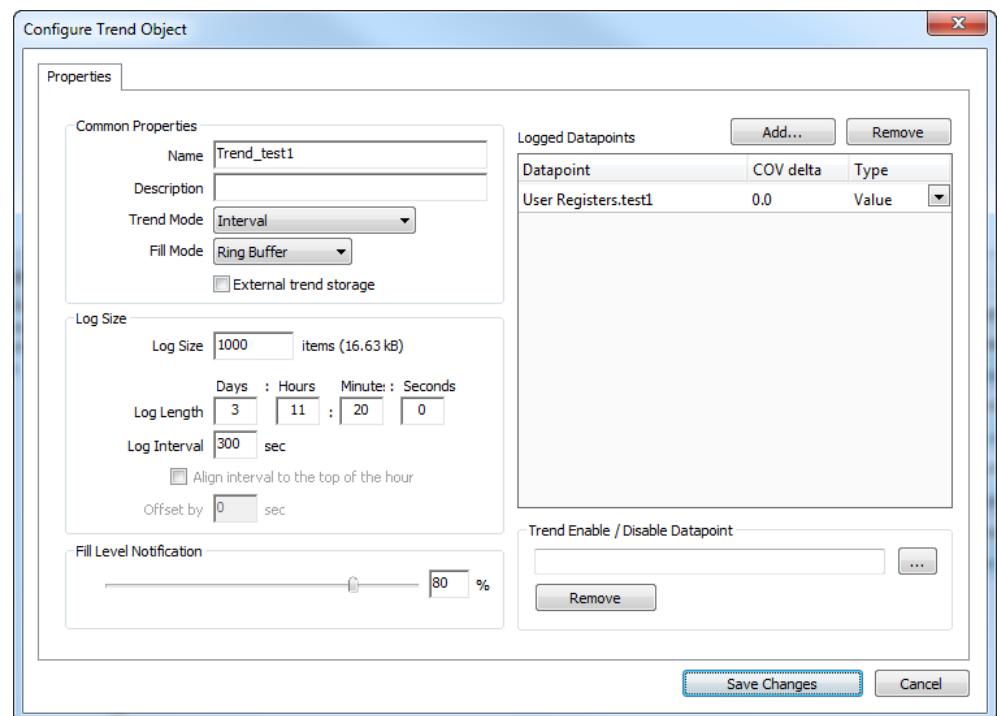 Configure Trend Object
Properties
Common Properties
Name Trend_test1
Description
Trend Mode Interval
Fill Mode Ring Buffer
External trend storage
Log Size
Log Size 1000 items (16.63 kB)
Days : Hours Minute: : Seconds
Log Length 3 11 : 20 0
Log Interval 300 sec
Align interval to the top of the hour
Offset by 0 sec
Fill Level Notification
80 %
Logged Datapoints Add... Remove
Datapoint COV delta Type
User Registers.test1 0.0 Value
Trend Enable / Disable Datapoint
...
Remove
Save Changes Cancel